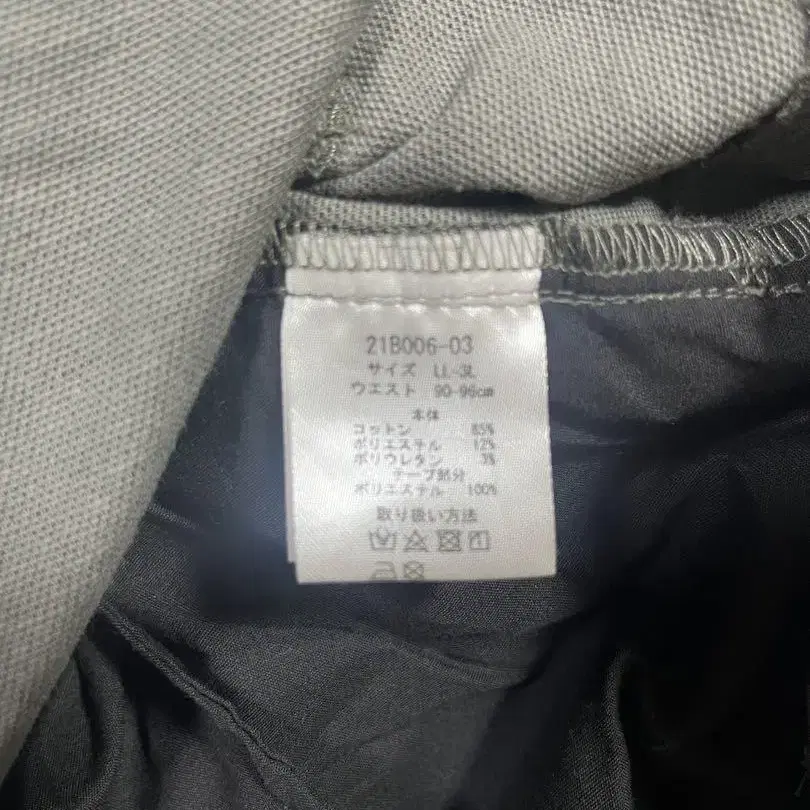 21B006-03
サイズ LL-3L
ウエスト 90-96cm
本体
コットン 85%
ポリエステル 12%
ポリウレタン 3%
テープ部分
ポリエステル 100%
取り扱い方法